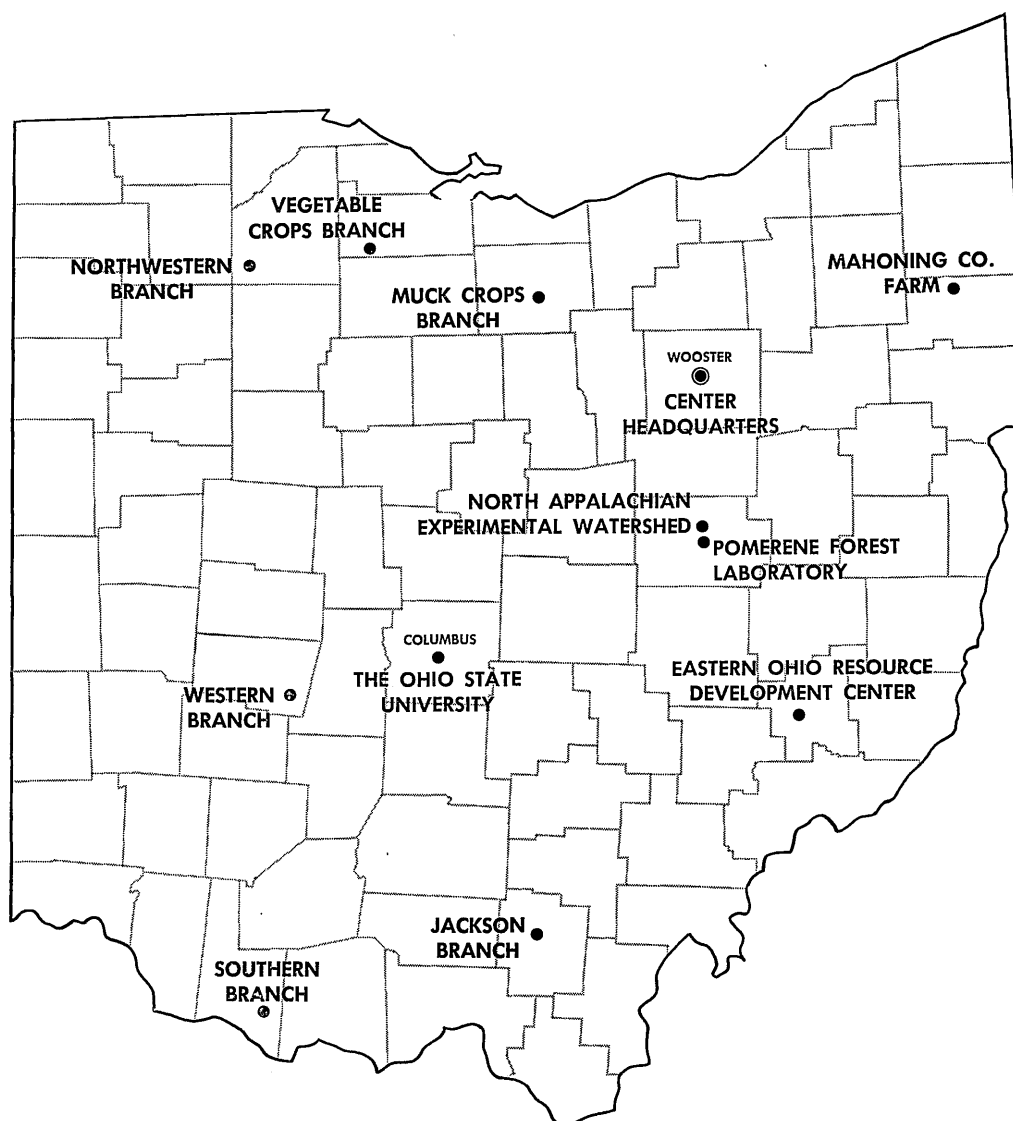 VEGETABLE
CROPS BRANCH
NORTHWESTERN
BRANCH
MUCK CROPS
BRANCH
MAHONING CO.
FARM
WOOSTER
CENTER
HEADQUARTERS
NORTH APPALACHIAN
EXPERIMENTAL WATERSHED
POMERENE FOREST
LABORATORY
COLUMBUS
THE OHIO STATE
UNIVERSITY
EASTERN OHIO RESOURCE
DEVELOPMENT CENTER
WESTERN
BRANCH
JACKSON
BRANCH
SOUTHERN
BRANCH